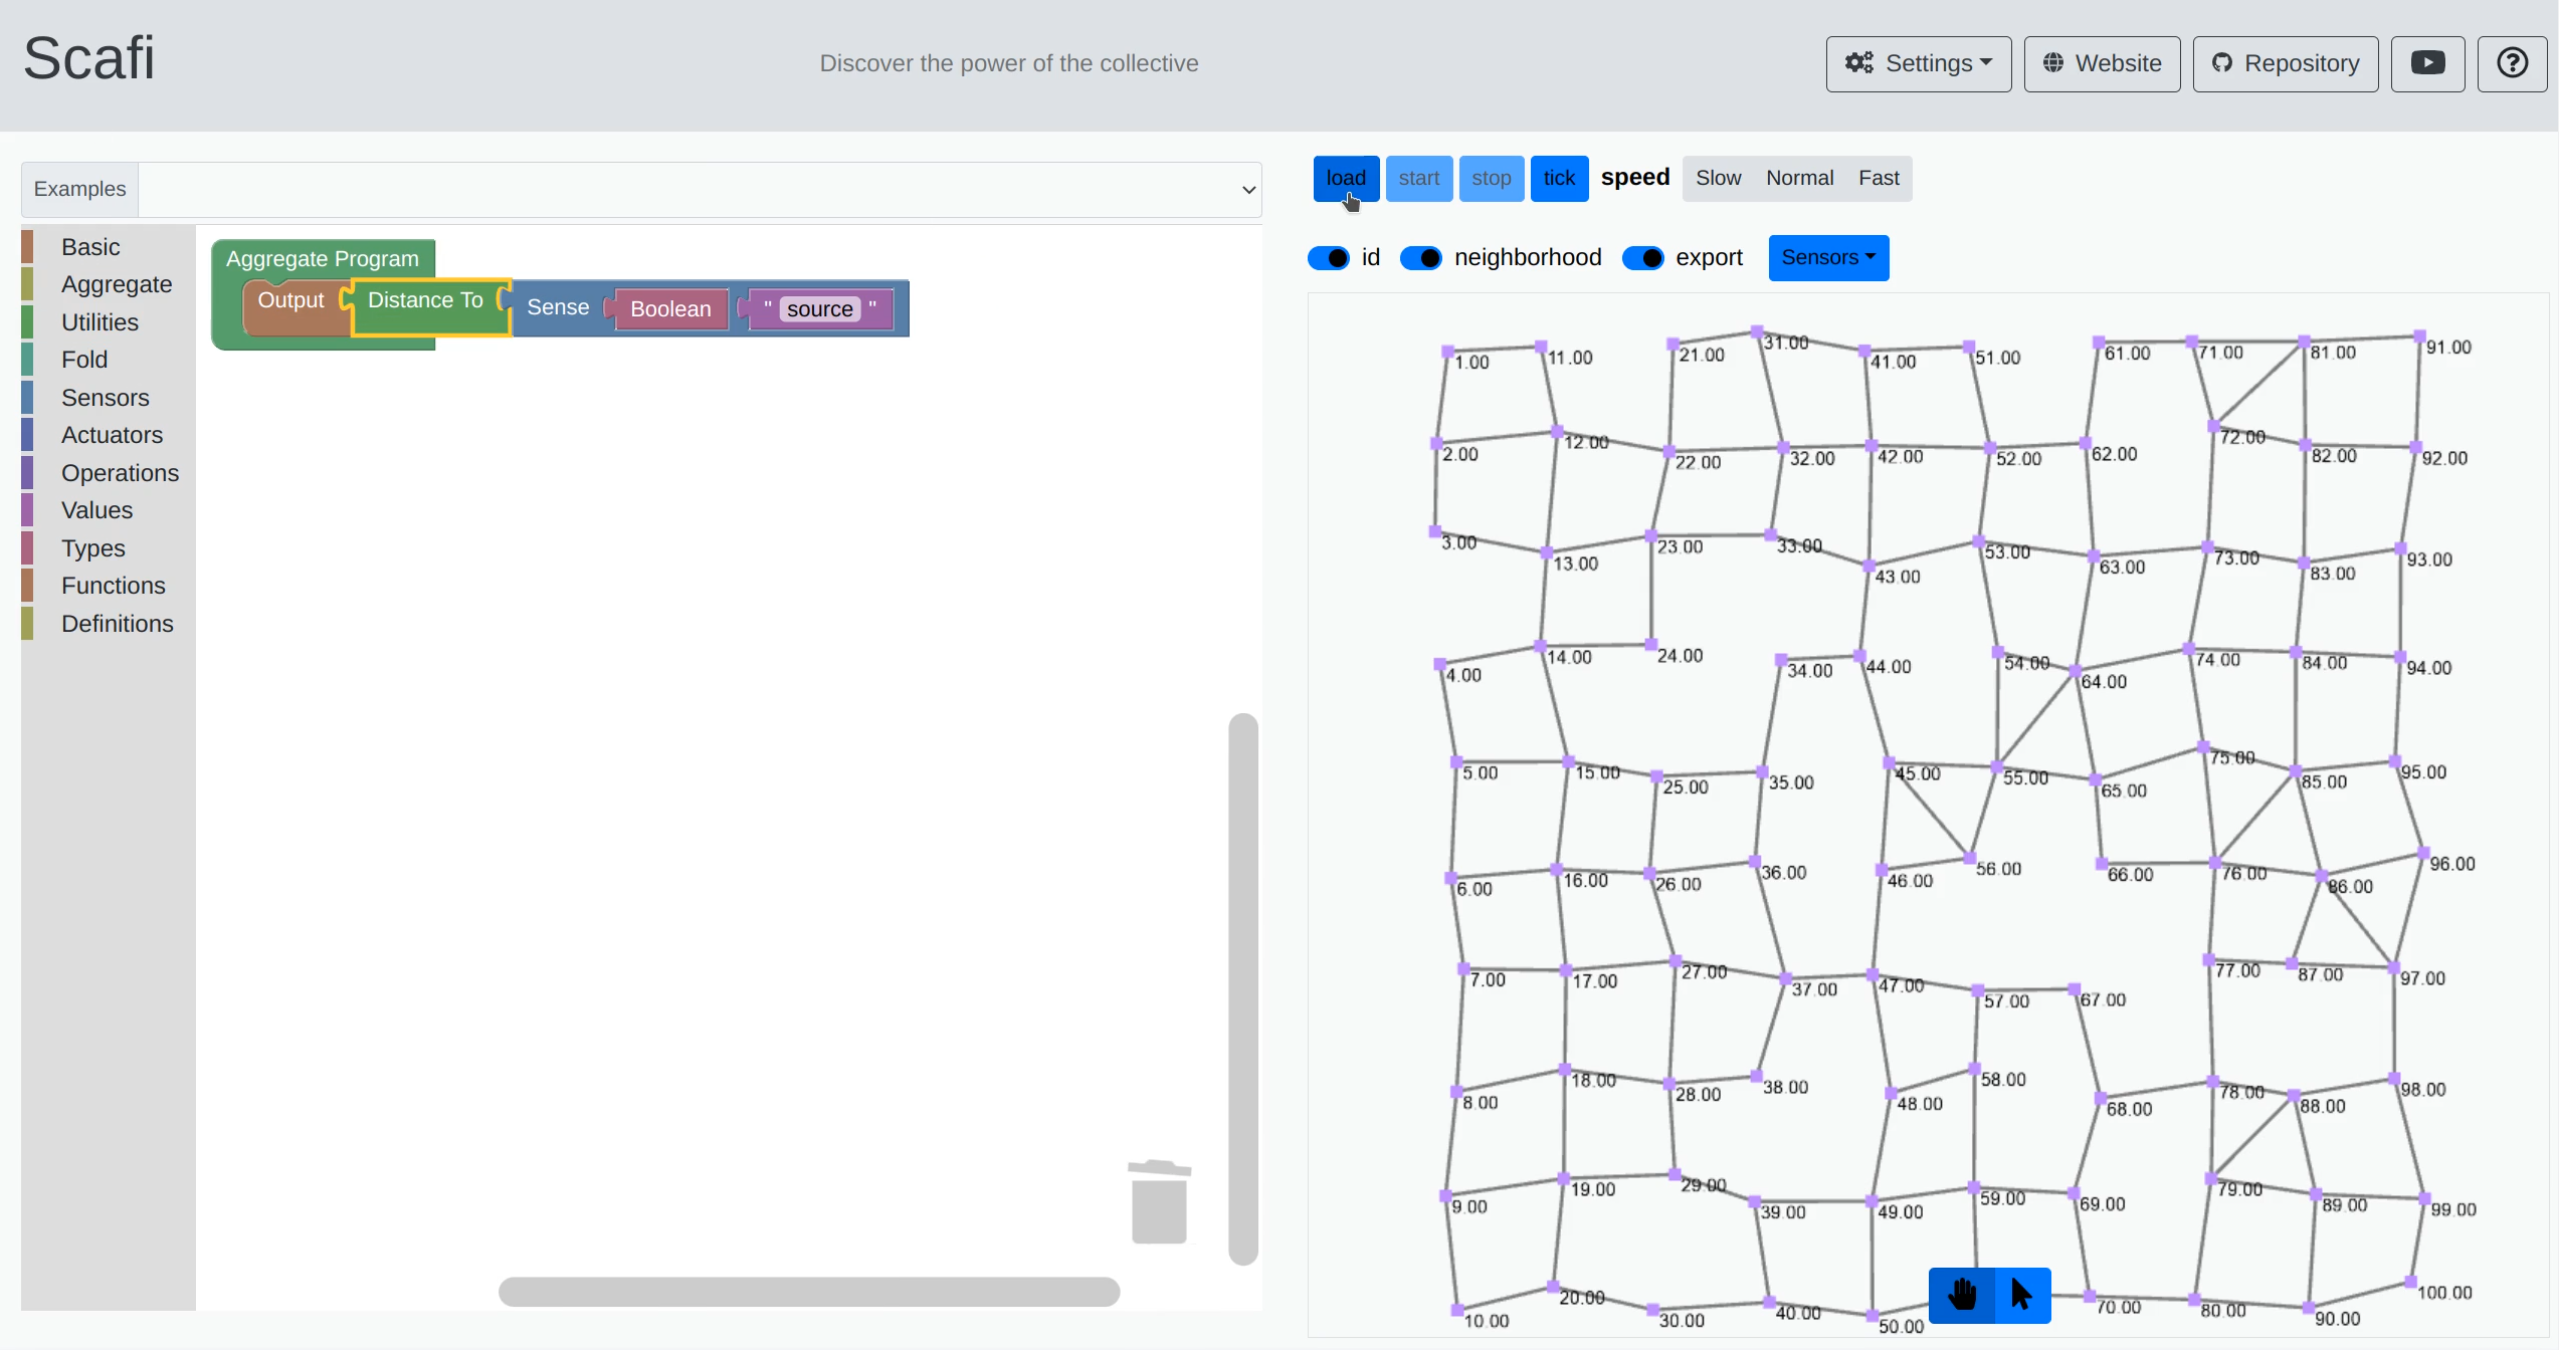 Scafi
Discover the power of the collective
Settings
Website
Repository
Examples
load start stop tick speed Slow Normal Fast
id neighborhood export Sensors
Basic
Aggregate
Utilities
Fold
Sensors
Actuators
Operations
Values
Types
Functions
Definitions
Aggregate Program
Output Distance To Sense Boolean " source "
1.00 11.00 21.00 31.00 41.00 51.00 61.00 71.00 81.00 91.00
2.00 12.00 22.00 32.00 42.00 52.00 62.00 72.00 82.00 92.00
3.00 13.00 23.00 33.00 43.00 53.00 63.00 73.00 83.00 93.00
4.00 14.00 24.00 34.00 44.00 54.00 64.00 74.00 84.00 94.00
5.00 15.00 25.00 35.00 45.00 55.00 65.00 75.00 85.00 95.00
6.00 16.00 26.00 36.00 46.00 56.00 66.00 76.00 86.00 96.00
7.00 17.00 27.00 37.00 47.00 57.00 67.00 77.00 87.00 97.00
8.00 18.00 28.00 38.00 48.00 58.00 68.00 78.00 88.00 98.00
9.00 19.00 29.00 39.00 49.00 59.00 69.00 79.00 89.00 99.00
10.00 20.00 30.00 40.00 50.00 70.00 80.00 90.00 100.00